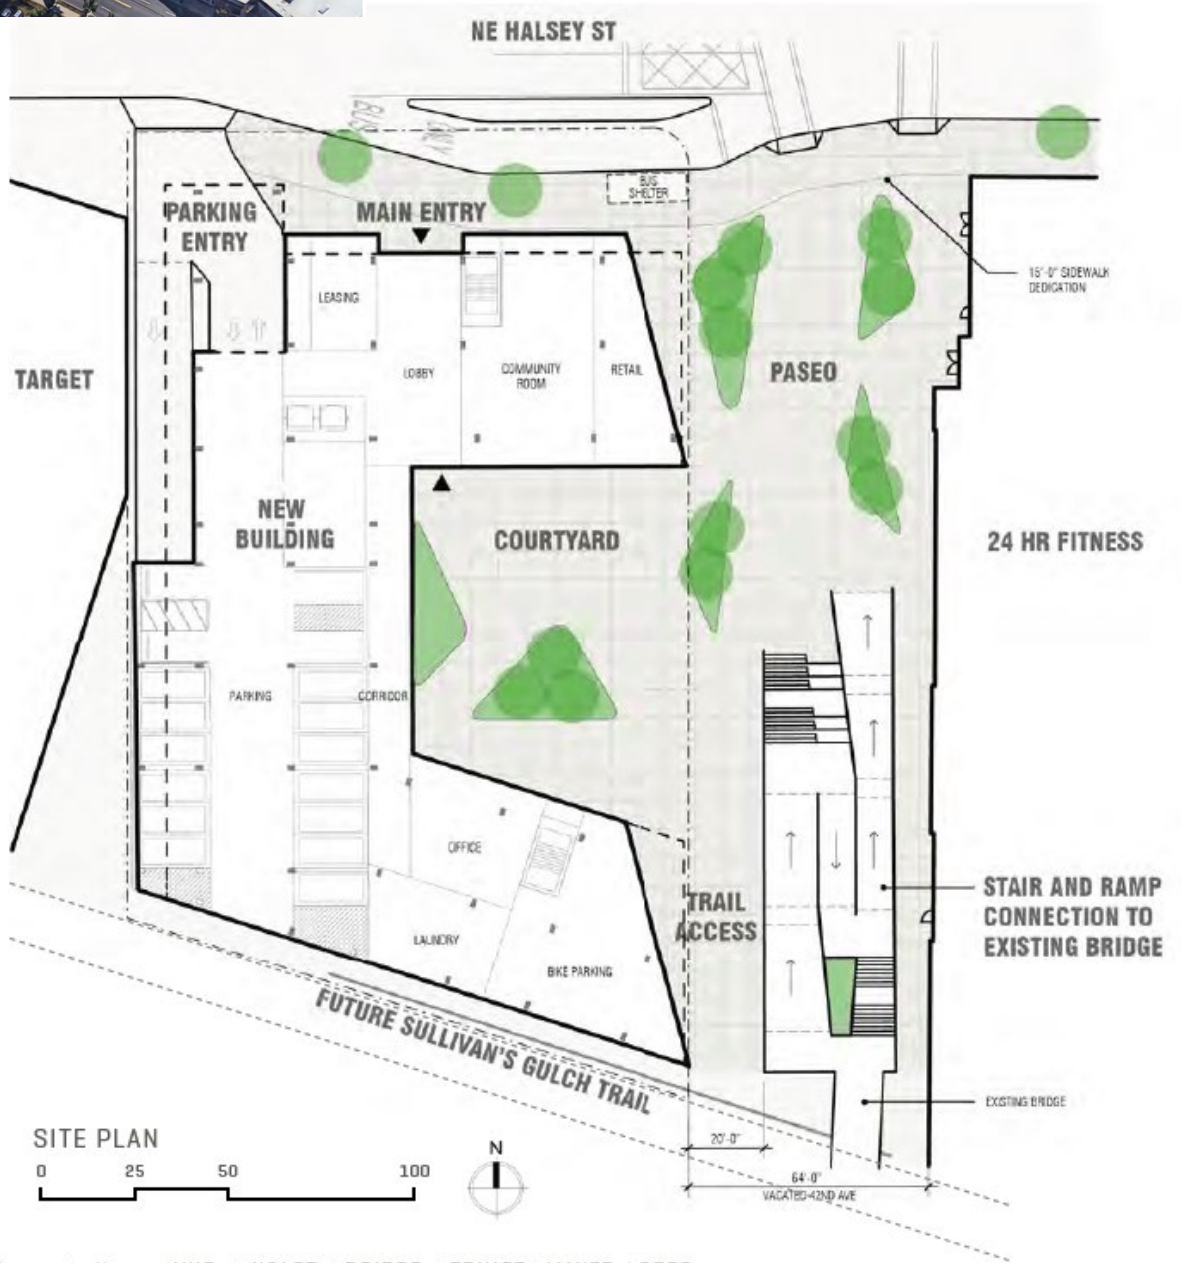 NE HALSEY ST
BUS
ONLY
BUS
SHELTER
PARKING
ENTRY
MAIN ENTRY
15'-0" SIDEWALK
DEDICATION
LEASING
TARGET
LOBBY
COMMUNITY
ROOM
RETAIL
PASEO
NEW
BUILDING
COURTYARD
24 HR FITNESS
PARKING
CORRIDOR
OFFICE
TRAIL
ACCESS
STAIR AND RAMP
CONNECTION TO
EXISTING BRIDGE
LAUNDRY
BIKE PARKING
FUTURE SULLIVAN'S GULCH TRAIL
EXISTING BRIDGE
SITE PLAN
0 25 50 100
N
20'-0"
64'-0"
VACATED 42ND AVE